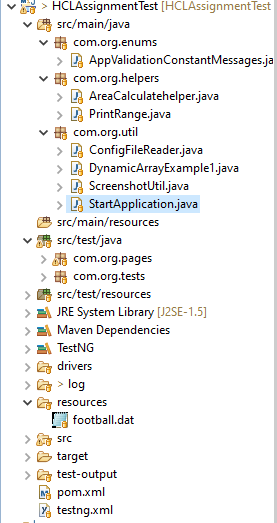 > HCLAssignmentTest [HCLAssignmentTest
src/main/java
com.org.enums
AppValidationConstantMessages.ja
com.org.helpers
AreaCalculatehelper.java
PrintRange.java
com.org.util
ConfigFileReader.java
DynamicArrayExample1.java
ScreenshotUtil.java
StartApplication.java
src/main/resources
src/test/java
com.org.pages
com.org.tests
src/test/resources
JRE System Library [J2SE-1.5]
Maven Dependencies
TestNG
drivers
> log
resources
football.dat
src
target
test-output
pom.xml
testng.xml